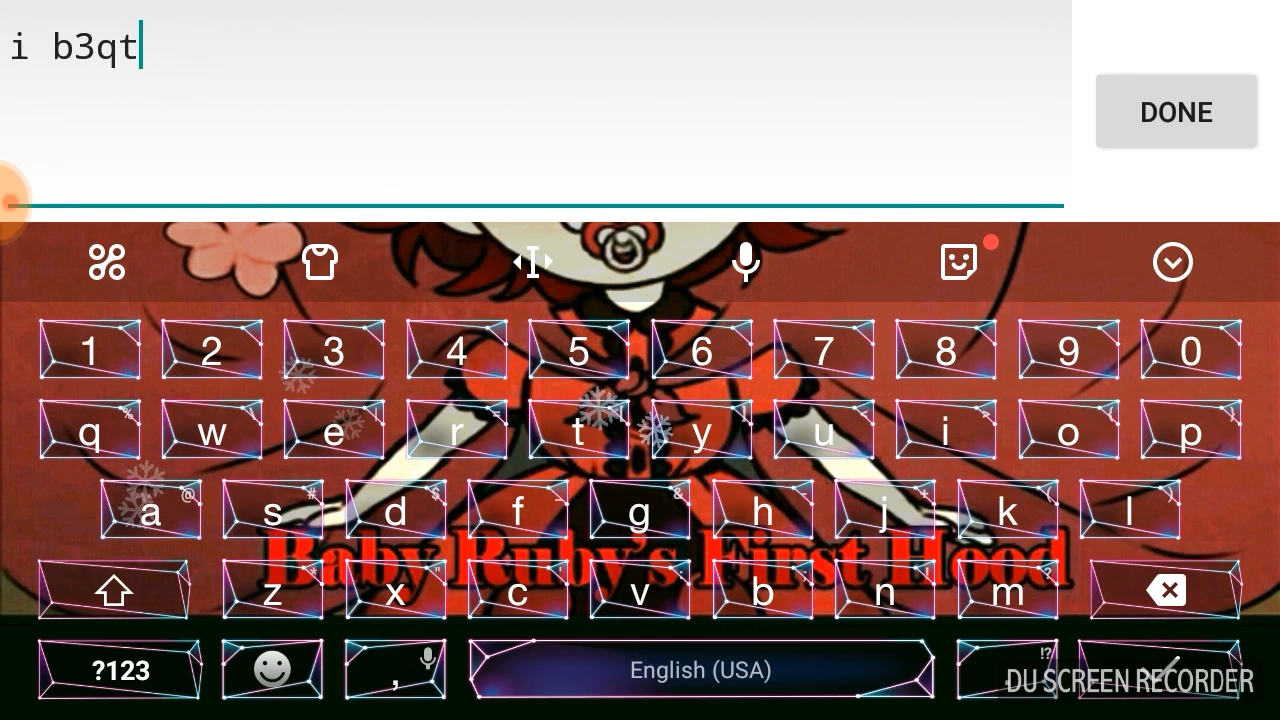 i b3qt
DONE
1 2 3 4 5 6 7 8 9 0
q w e r t y u i o p
a s d f g h j k l
Baby Ruby's First Hood
z x c v b n m
?123 , English (USA) . !?
DU SCREEN RECORDER